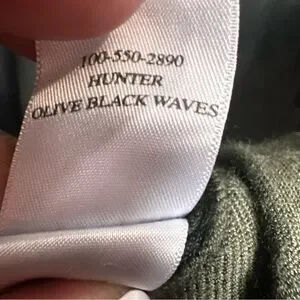 100-550-2890
HUNTER
OLIVE BLACK WAVES